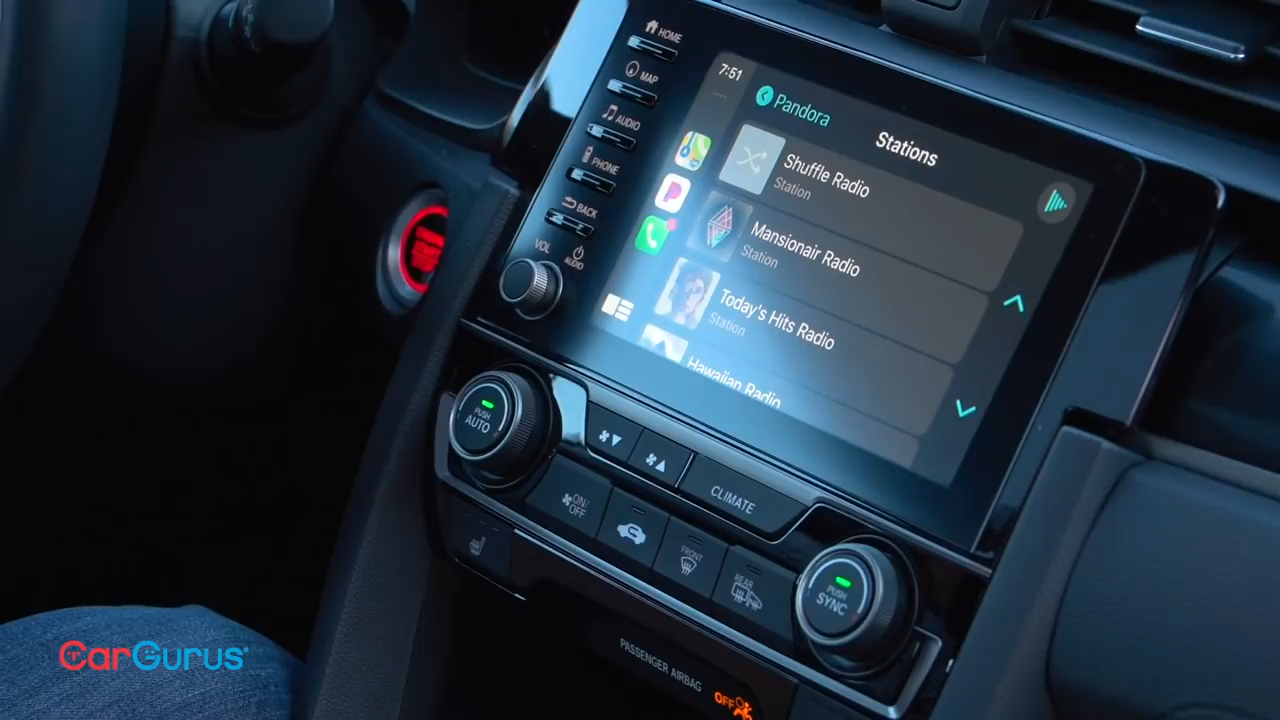 HOME
MAP
AUDIO
PHONE
BACK
VOL
AUDIO
7:51
Pandora
Stations
Shuffle Radio
Station
Mansionair Radio
Station
Today's Hits Radio
Station
Hawaiian Radio
PUSH
AUTO
CLIMATE
ON/
OFF
FRONT
REAR
PUSH
SYNC
PASSENGER AIRBAG
OFF
CarGurus